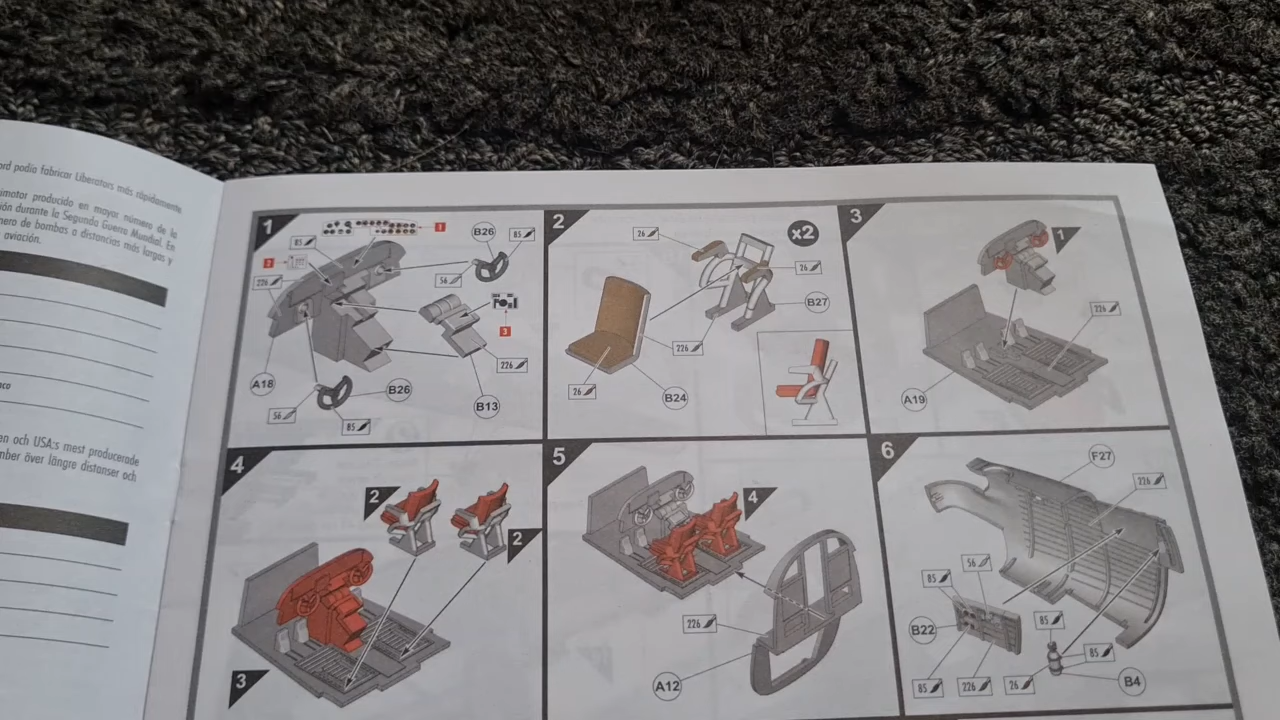 ord podía fabricar Liberators más rápidamente
imotor producido en mayor número de la
ión durante la Segunda Guerra Mundial. En
mero de bombas a distancias más largas y
aviación.
en och USA:s mest producerade
mber över längre distanser och
1
85
1
B26
85
2
226
56
3
226
A18
B26
B13
56
85
2
26
x2
26
B27
226
26
B24
3
1
226
A19
4
2
2
3
5
4
226
A12
6
F27
226
56
85
B22
85
85
85
226
26
B4